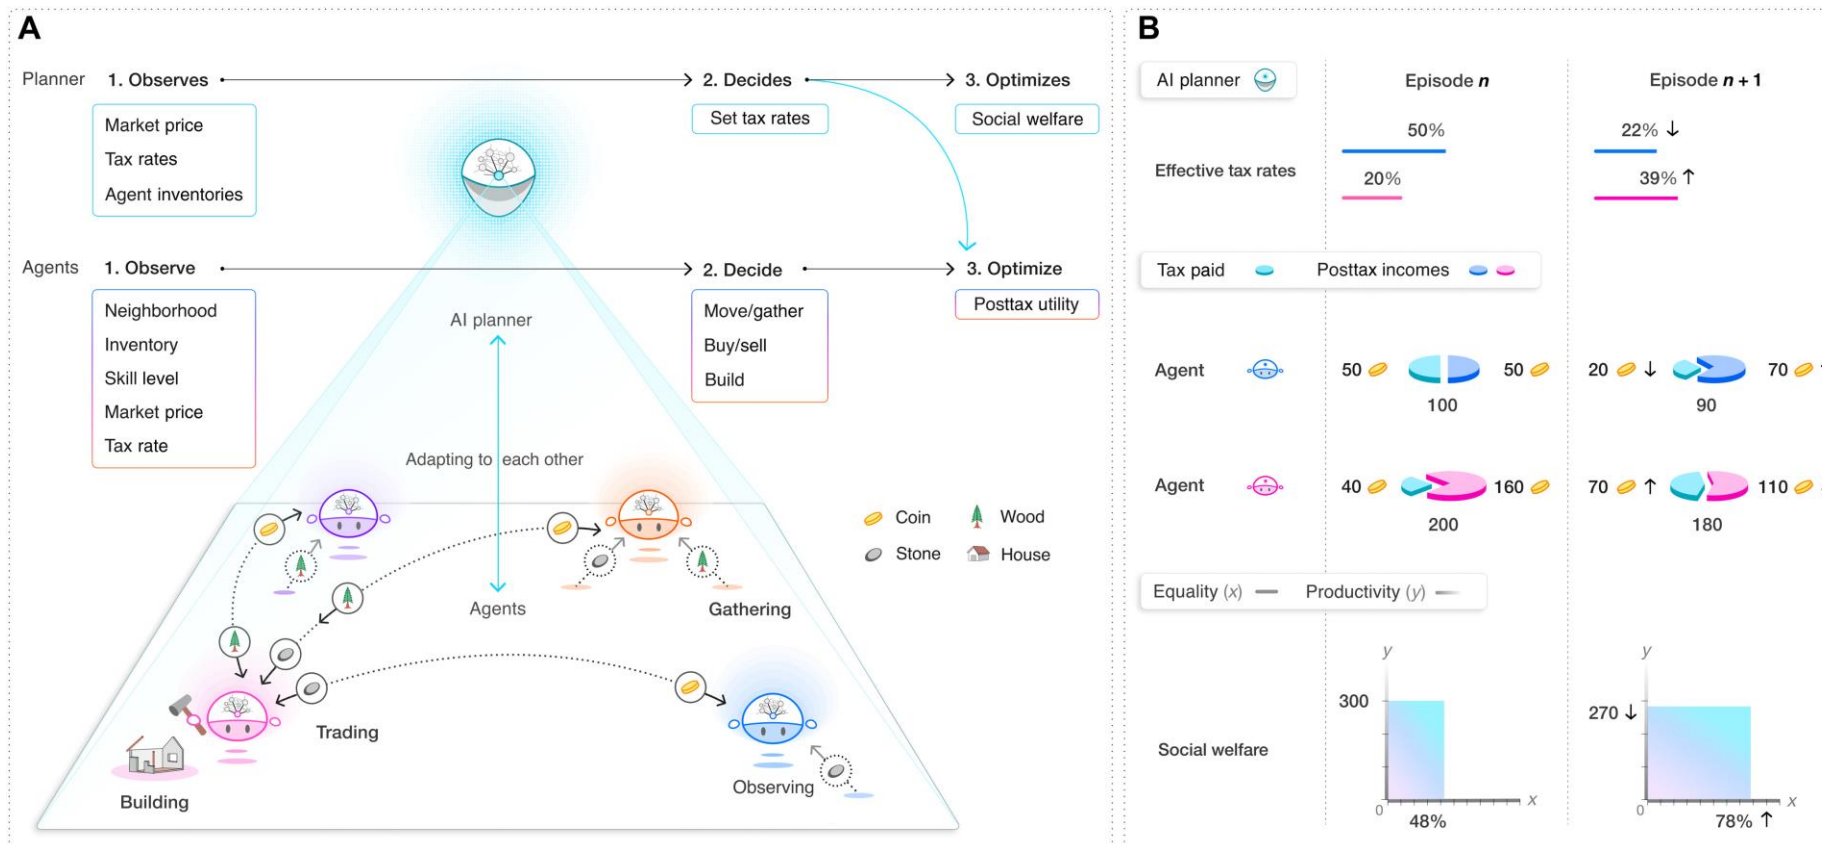 A
Planner
1. Observes
2. Decides
3. Optimizes
Market price
Tax rates
Agent inventories
Set tax rates
Social welfare
Agents
1. Observe
2. Decide
3. Optimize
Neighborhood
Inventory
Skill level
Market price
Tax rate
Move/gather
Buy/sell
Build
Posttax utility
AI planner
Adapting to each other
Agents
Gathering
Trading
Building
Observing
Coin
Wood
Stone
House
B
AI planner
Episode n
Episode n + 1
Effective tax rates
50%
20%
22% ↓
39% ↑
Tax paid
Posttax incomes
Agent
50
50
100
20 ↓
70
90
Agent
40
160
200
70 ↑
110
180
Equality (x)
Productivity (y)
Social welfare
y
300
0
x
48%
y
270 ↓
0
x
78% ↑